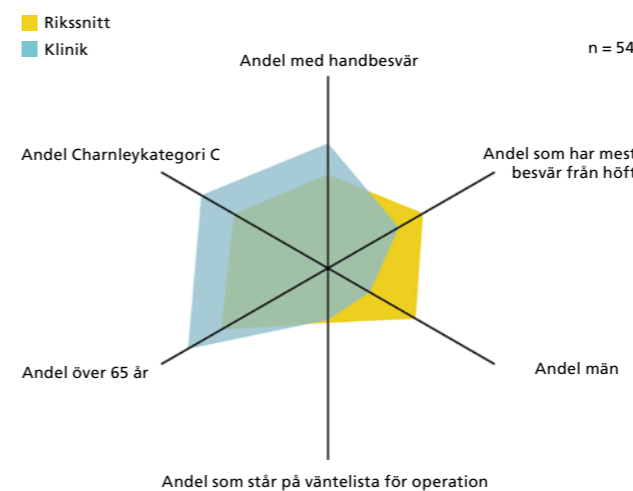 Rikssnitt
Klinik
n = 54
Andel med handbesvär
Andel Charnleykategori C
Andel som har mest
besvär från höft
Andel över 65 år
Andel män
Andel som står på väntelista för operation